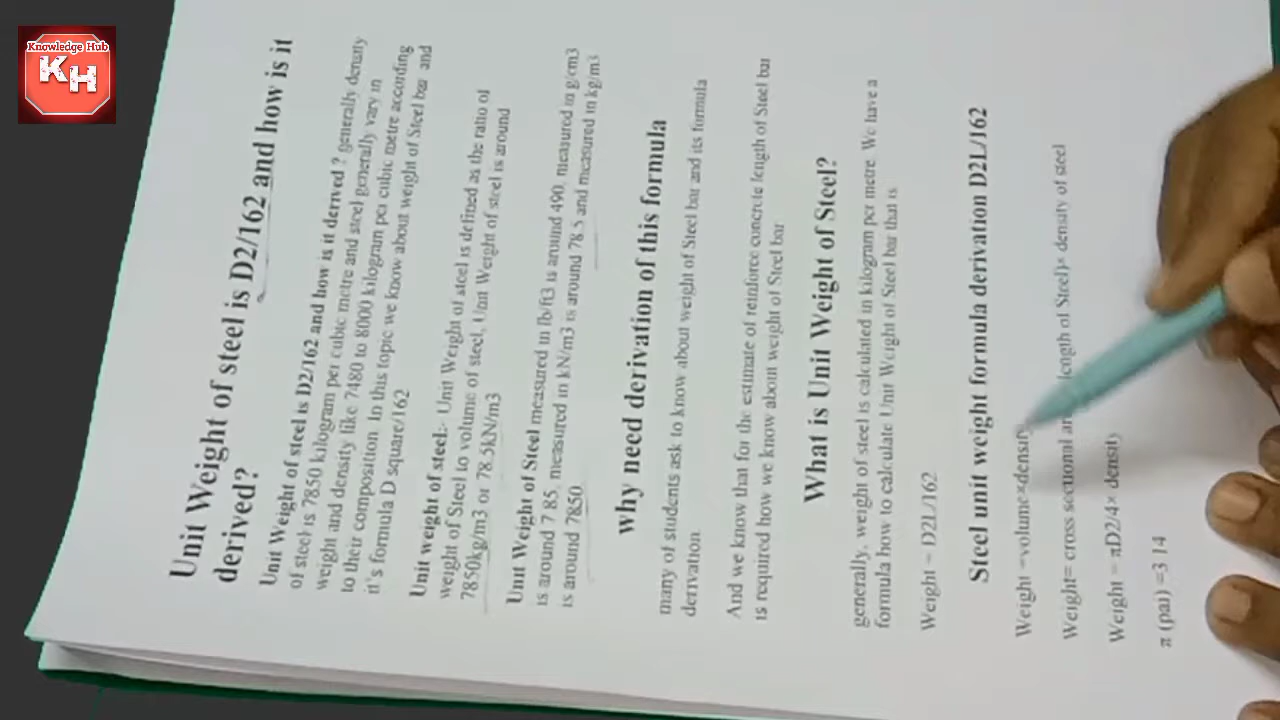 Knowledge Hub
KH
Unit Weight of steel is D2/162 and how is it
derived?
Unit Weight of steel is D2/162 and how is it derived ? generally density
of steel is 7850 kilogram per cubic metre and steel generally vary in
weight and density like 7480 to 8000 kilogram per cubic metre according
to their composition. In this topic we know about weight of Steel bar and
it's formula D square/162
Unit weight of steel:- Unit Weight of steel is defined as the ratio of
weight of Steel to volume of steel, Unit Weight of steel is around
7850kg/m3 or 78.5kN/m3
Unit Weight of Steel measured in lb/ft3 is around 490, measured in g/cm3
is around 7.85, measured in kN/m3 is around 78.5 and measured in kg/m3
is around 7850.
why need derivation of this formula
many of students ask to know about weight of Steel bar and its formula
derivation
And we know that for the estimate of reinforce concrete length of Steel bar
is required how we know about weight of Steel bar
What is Unit Weight of Steel?
generally, weight of steel is calculated in kilogram per metre. We have a
formula how to calculate Unit Weight of Steel bar that is
Weight = D2L/162
Steel unit weight formula derivation D2L/162
Weight =volume×density
Weight= cross sectional length of Steel)× density of steel
Weight = πD2/4× density
π (pai) =3.14